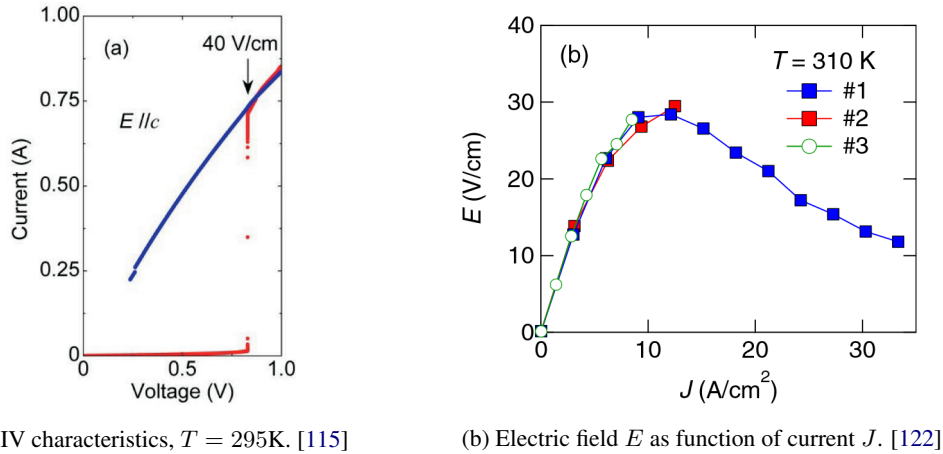 (a)
40 V/cm
E //c
1.00
0.75
0.50
0.25
0
Current (A)
0
0.5
1.0
Voltage (V)
(b)
T = 310 K
#1
#2
#3
40
30
20
10
0
E (V/cm)
0
10
20
30
J (A/cm²)
IV characteristics, T = 295K. [115]
(b) Electric field E as function of current J. [122]